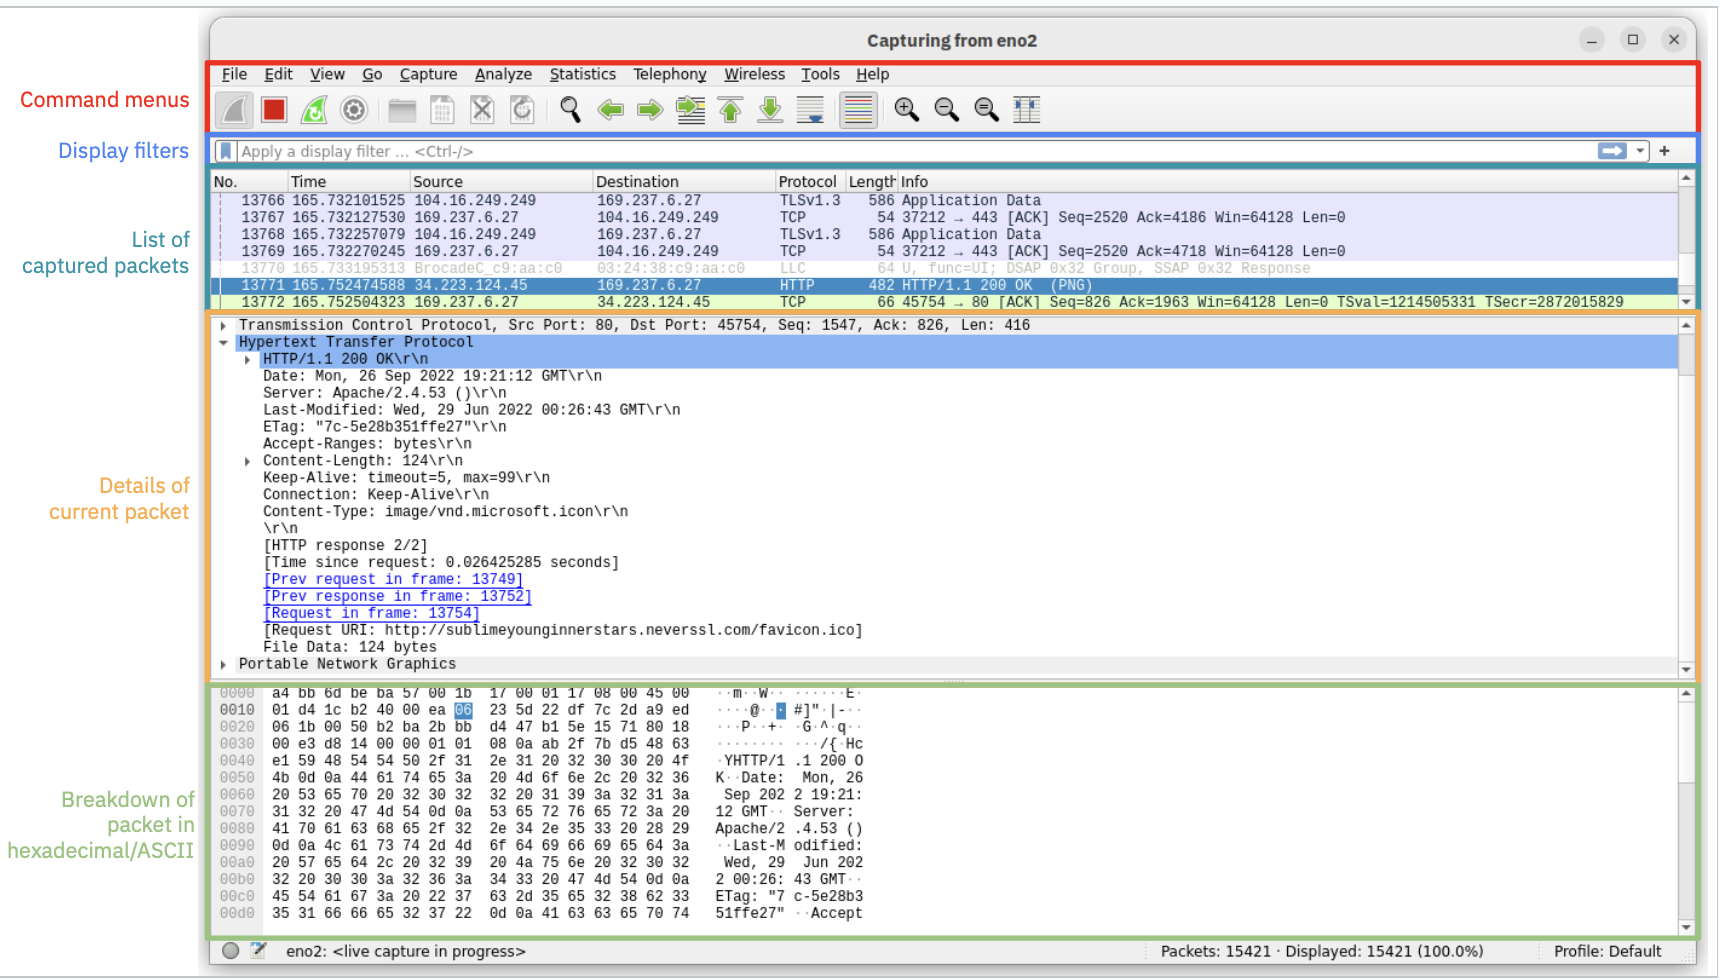 Capturing from eno2
File Edit View Go Capture Analyze Statistics Telephony Wireless Tools Help
Command menus
Display filters
Apply a display filter ... <Ctrl-/>
+
No. Time Source Destination Protocol Length Info
13766 165.732101525 104.16.249.249 169.237.6.27 TLSv1.3 586 Application Data
13767 165.732127530 169.237.6.27 104.16.249.249 TCP 54 37212 → 443 [ACK] Seq=2520 Ack=4186 Win=64128 Len=0
13768 165.732257079 104.16.249.249 169.237.6.27 TLSv1.3 586 Application Data
13769 165.732270245 169.237.6.27 104.16.249.249 TCP 54 37212 → 443 [ACK] Seq=2520 Ack=4718 Win=64128 Len=0
13770 165.733195313 BrocadeC_c9:aa:c0 03:24:38:c9:aa:c0 LLC 64 U, func=UI; DSAP 0x32 Group, SSAP 0x32 Response
13771 165.752474588 34.223.124.45 169.237.6.27 HTTP 482 HTTP/1.1 200 OK (PNG)
13772 165.752504323 169.237.6.27 34.223.124.45 TCP 66 45754 → 80 [ACK] Seq=826 Ack=1963 Win=64128 Len=0 TSval=1214505331 TSecr=2872015829
List of
captured packets
Transmission Control Protocol, Src Port: 80, Dst Port: 45754, Seq: 1547, Ack: 826, Len: 416
Hypertext Transfer Protocol
HTTP/1.1 200 OK\r\n
Date: Mon, 26 Sep 2022 19:21:12 GMT\r\n
Server: Apache/2.4.53 ()\r\n
Last-Modified: Wed, 29 Jun 2022 00:26:43 GMT\r\n
ETag: "7c-5e28b351ffe27"\r\n
Accept-Ranges: bytes\r\n
Content-Length: 124\r\n
Keep-Alive: timeout=5, max=99\r\n
Connection: Keep-Alive\r\n
Content-Type: image/vnd.microsoft.icon\r\n
\r\n
[HTTP response 2/2]
[Time since request: 0.026425285 seconds]
[Prev request in frame: 13749]
[Prev response in frame: 13752]
[Request in frame: 13754]
[Request URI: http://sublimeyounginnerstars.neverssl.com/favicon.ico]
File Data: 124 bytes
Portable Network Graphics
Details of
current packet
0000 a4 bb 6d be ba 57 00 1b 17 00 01 17 08 00 45 00 ··m··W·· ······E·
0010 01 d4 1c b2 40 00 ea 06 23 5d 22 df 7c 2d a9 ed ····@··· #]"·|-··
0020 06 1b 00 50 b2 ba 2b bb d4 47 b1 5e 15 71 80 18 ···P··+· ·G·^·q··
0030 00 e3 d8 14 00 00 01 01 08 0a ab 2f 7b d5 48 63 ········ ···/{·Hc
0040 e1 59 48 54 54 50 2f 31 2e 31 20 32 30 30 20 4f ·YHTTP/1 .1 200 O
0050 4b 0d 0a 44 61 74 65 3a 20 4d 6f 6e 2c 20 32 36 K··Date: Mon, 26
0060 20 53 65 70 20 32 30 32 32 20 31 39 3a 32 31 3a Sep 202 2 19:21:
0070 31 32 20 47 4d 54 0d 0a 53 65 72 76 65 72 3a 20 12 GMT·· Server:
0080 41 70 61 63 68 65 2f 32 2e 34 2e 35 33 20 28 29 Apache/2 .4.53 ()
0090 0d 0a 4c 61 73 74 2d 4d 6f 64 69 66 69 65 64 3a ··Last-M odified:
00a0 20 57 65 64 2c 20 32 39 20 4a 75 6e 20 32 30 32 Wed, 29 Jun 202
00b0 32 20 30 30 3a 32 36 3a 34 33 20 47 4d 54 0d 0a 2 00:26: 43 GMT··
00c0 45 54 61 67 3a 20 22 37 63 2d 35 65 32 38 62 33 ETag: "7 c-5e28b3
00d0 35 31 66 66 65 32 37 22 0d 0a 41 63 63 65 70 74 51ffe27" ··Accept
Breakdown of
packet in
hexadecimal/ASCII
eno2: <live capture in progress> Packets: 15421 · Displayed: 15421 (100.0%) Profile: Default